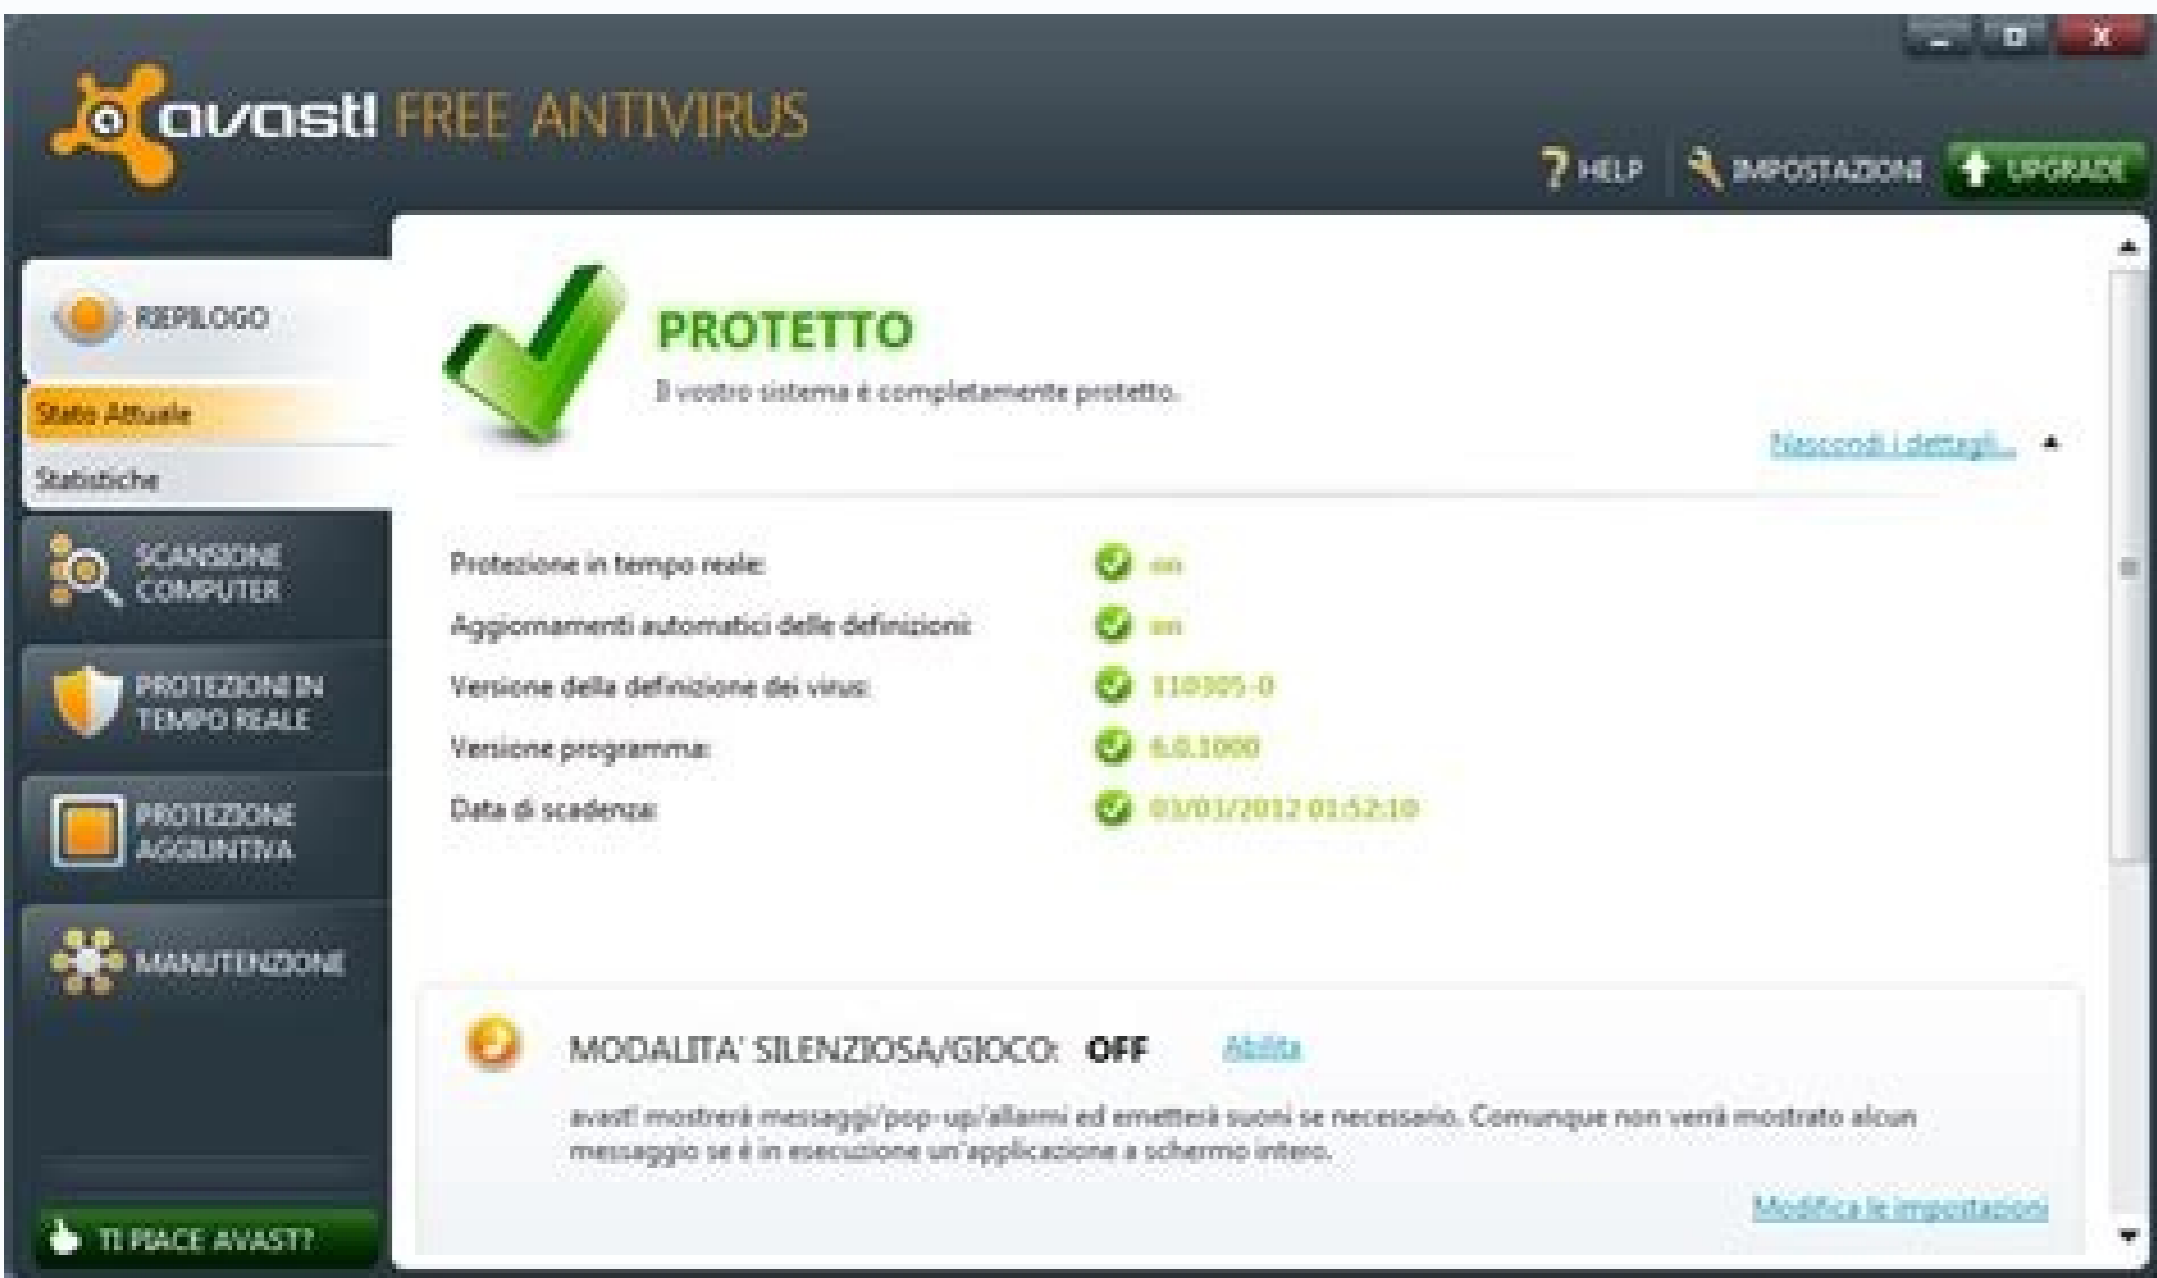 avast! FREE ANTIVIRUS
HELP
IMPOSTAZIONI
UPGRADE
RIEPILOGO
Stato Attuale
Statistiche
SCANSIONE
COMPUTER
PROTEZIONI IN
TEMPO REALE
PROTEZIONE
AGGIUNTIVA
MANUTENZIONE
TI PIACE AVAST?
PROTETTO
Il vostro sistema è completamente protetto.
Nascondi i dettagli...
Protezione in tempo reale: on
Aggiornamenti automatici delle definizioni: on
Versione della definizione dei virus: 110305-0
Versione programma: 6.0.1000
Data di scadenza: 03/03/2012 01:52:10
MODALITA' SILENZIOSA/GIOCO: OFF Abilita
avast! mostrerà messaggi/pop-up/allarmi ed emetterà suoni se necessario. Comunque non verrà mostrato alcun
messaggio se è in esecuzione un'applicazione a schermo intero.
Modifica le impostazioni